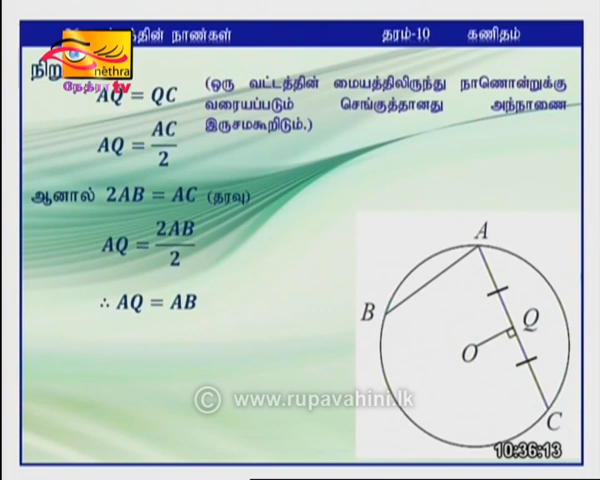 நாண்கள் தரம்-10 கணிதம்
nethra
நேத்ரா tv
AQ = QC (ஒரு வட்டத்தின் மையத்திலிருந்து நாணொன்றுக்கு
வரையப்படும் செங்குத்தானது அந்நாணை
இருசமகூறிடும்.)
AQ = AC/2
ஆனால் 2AB = AC (தரவு)
AQ = 2AB/2
∴ AQ = AB
A
B
Q
O
C
© www.rupavahini.lk
10:36:13